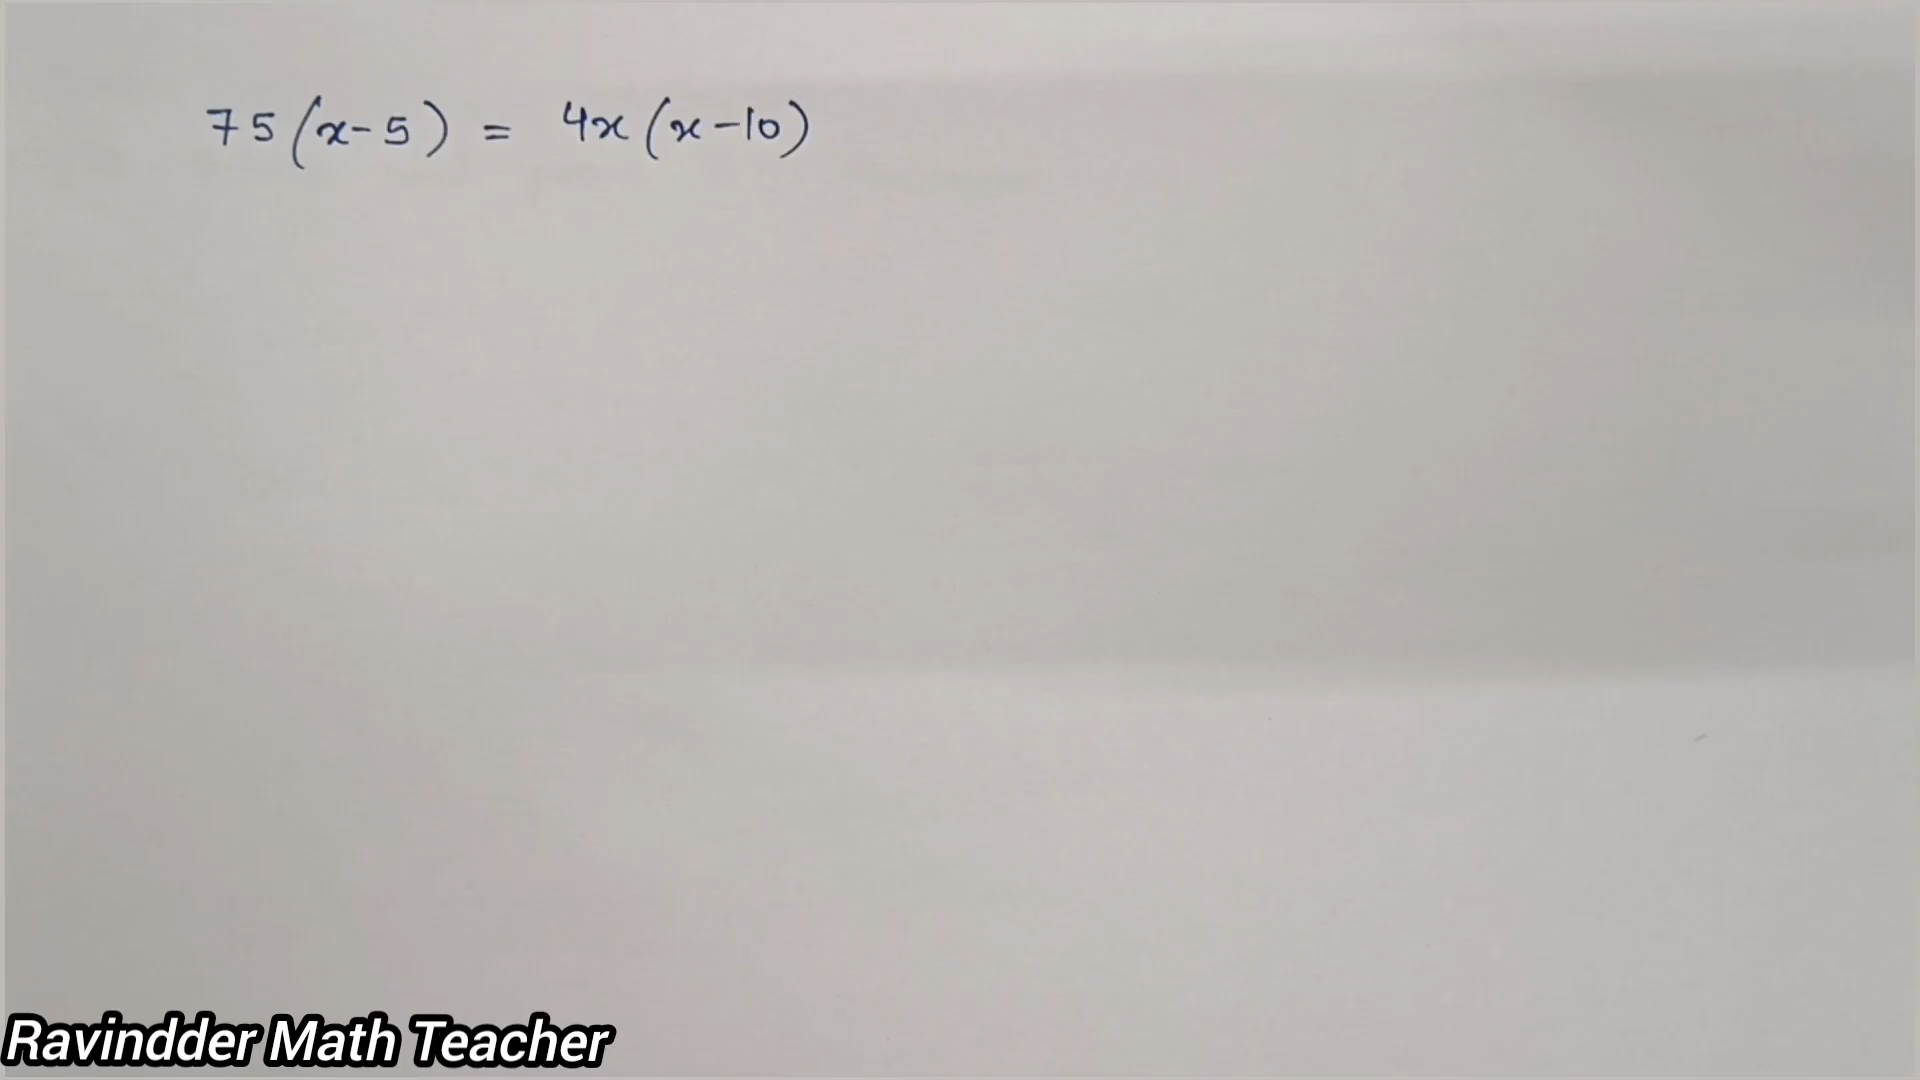 75(x-5) = 4x(x-10)
Ravindder Math Teacher